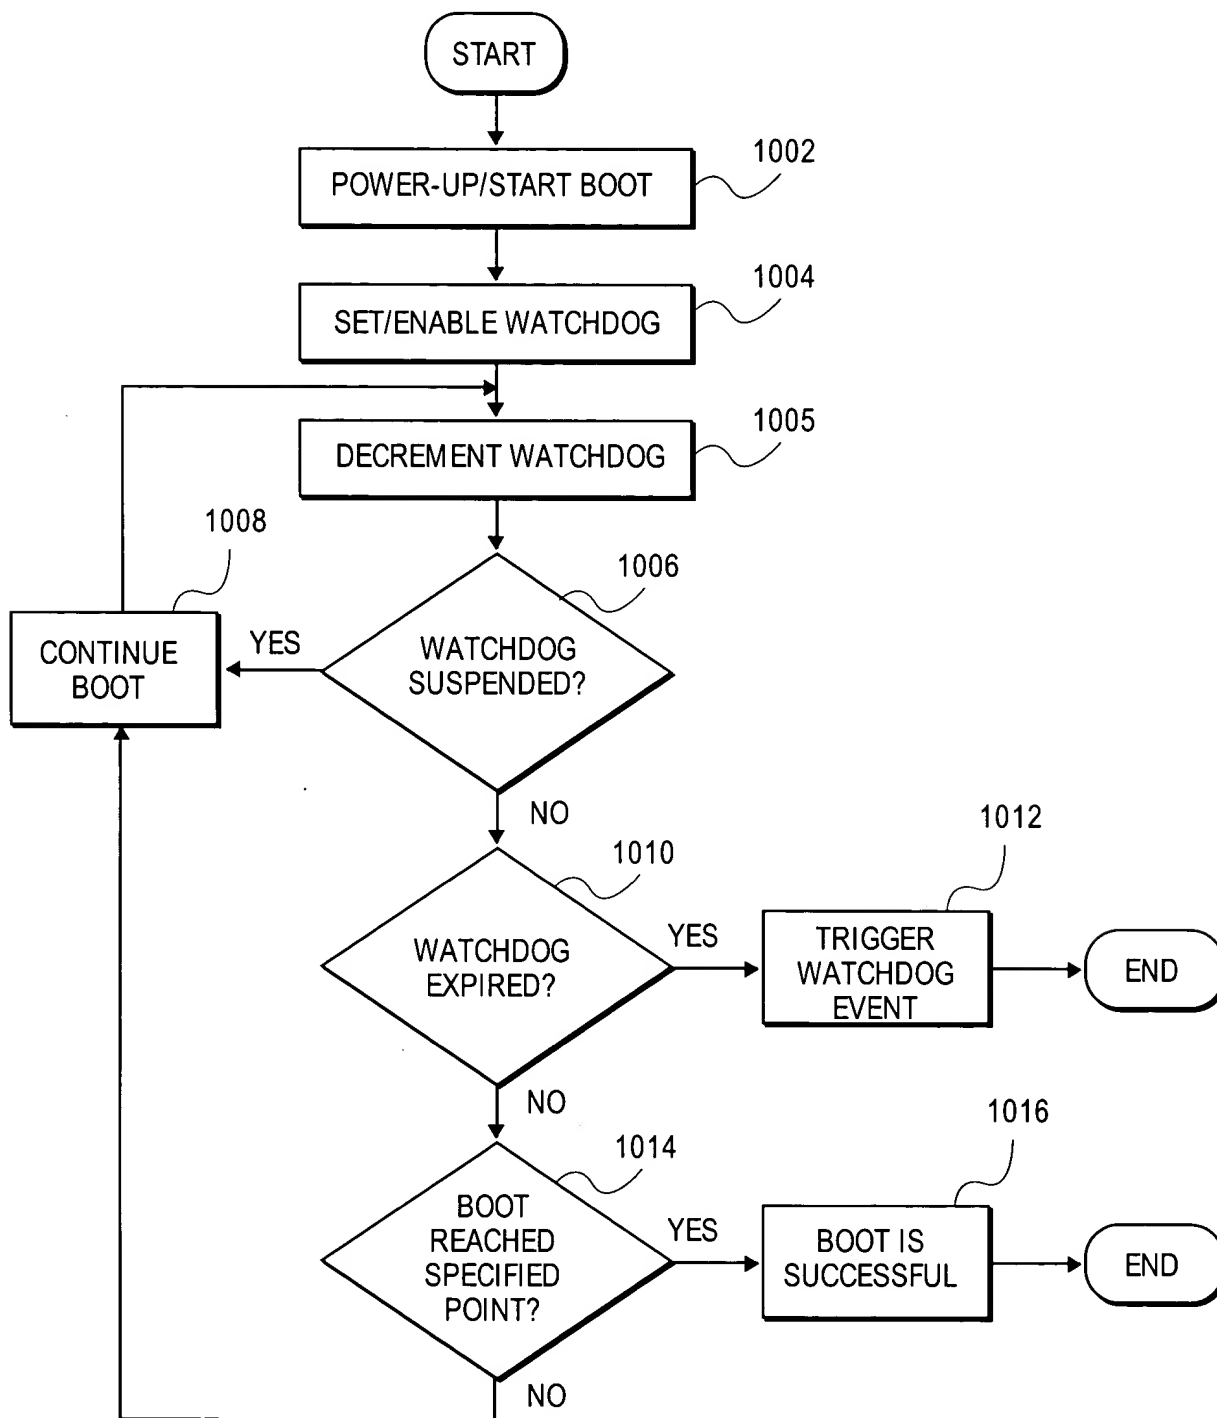 START
1002
POWER-UP/START BOOT
1004
SET/ENABLE WATCHDOG
1005
DECREMENT WATCHDOG
1008
1006
CONTINUE
BOOT
YES
WATCHDOG
SUSPENDED?
NO
1010
1012
WATCHDOG
EXPIRED?
YES
TRIGGER
WATCHDOG
EVENT
END
NO
1014
1016
BOOT
REACHED
SPECIFIED
POINT?
YES
BOOT IS
SUCCESSFUL
END
NO